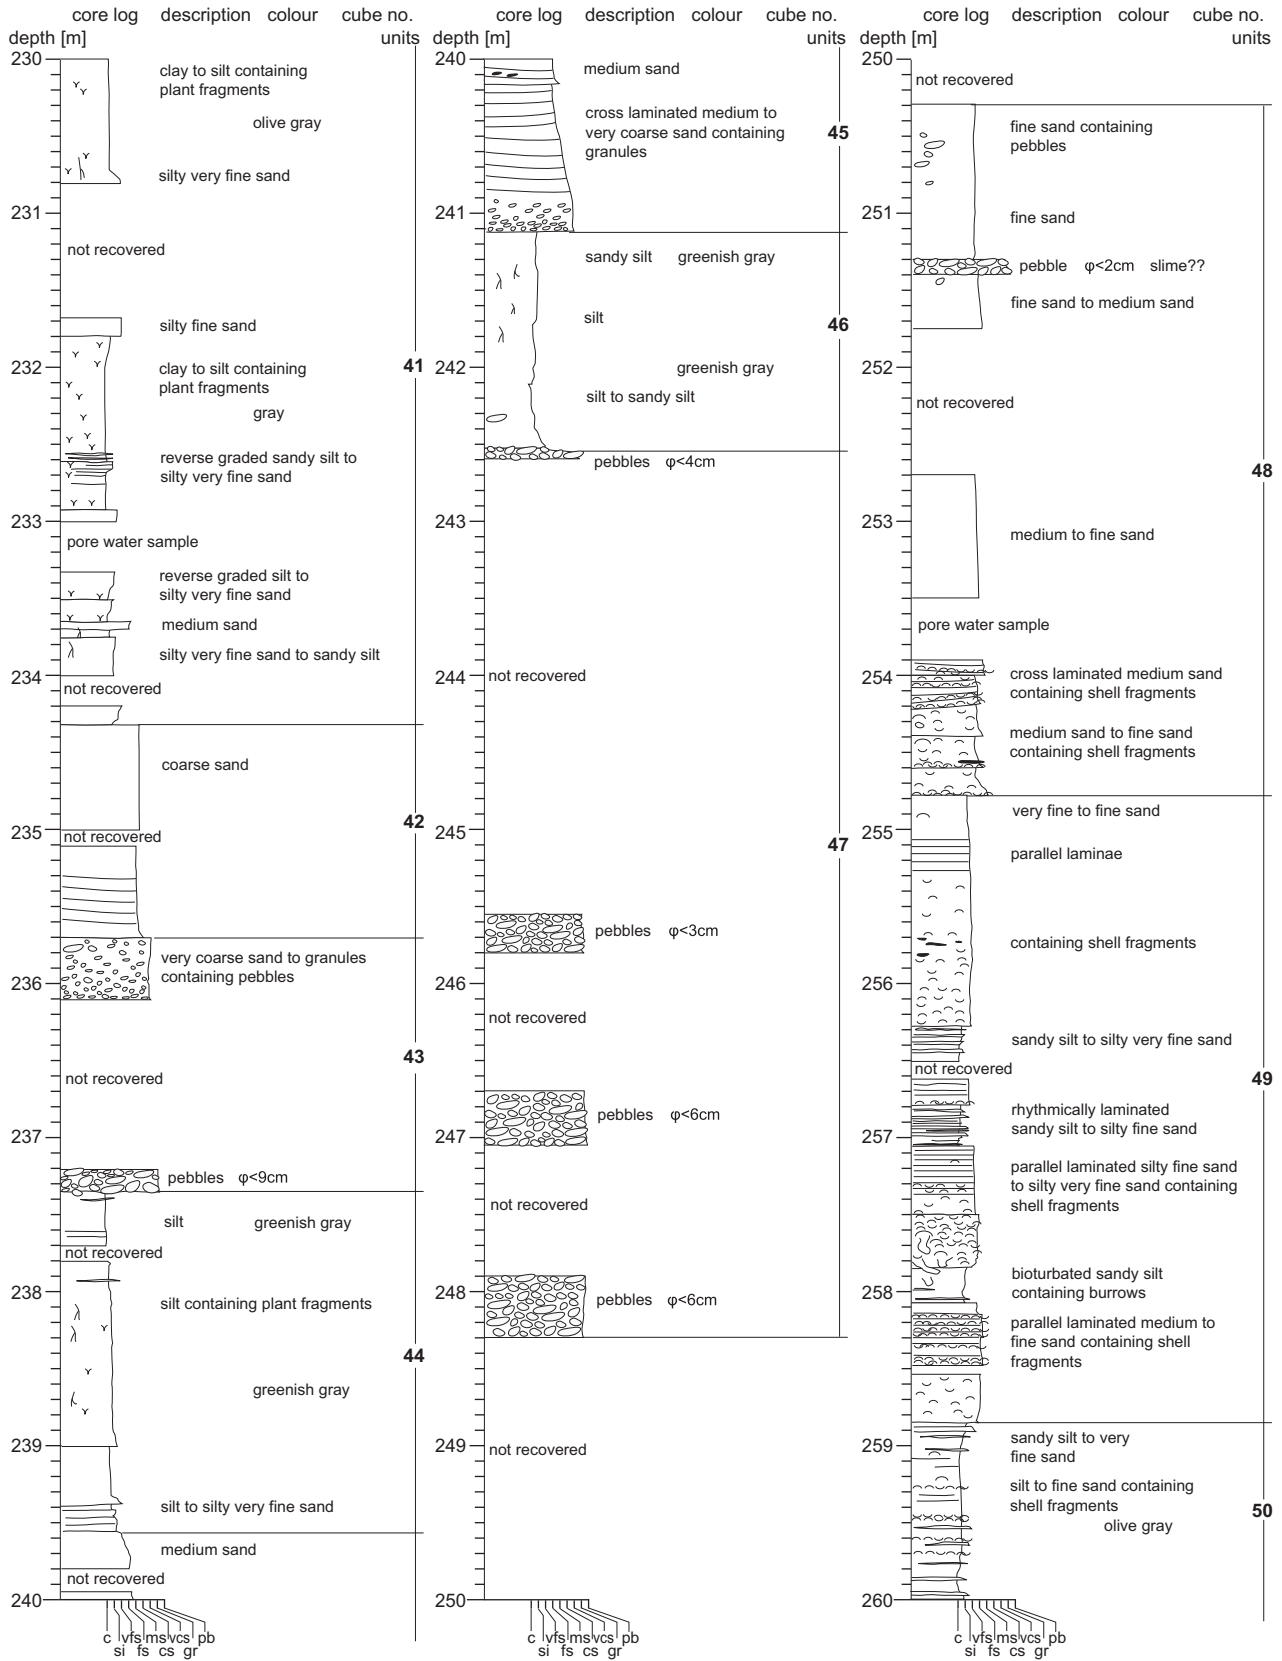 core log description colour cube no.
depth [m] units
230
clay to silt containing
plant fragments
olive gray
silty very fine sand
231
not recovered
silty fine sand
232
41
clay to silt containing
plant fragments
gray
reverse graded sandy silt to
silty very fine sand
233
pore water sample
reverse graded silt to
silty very fine sand
medium sand
silty very fine sand to sandy silt
234
not recovered
coarse sand
42
235
not recovered
very coarse sand to granules
containing pebbles
236
43
not recovered
237
pebbles φ<9cm
silt greenish gray
not recovered
238
silt containing plant fragments
44
greenish gray
239
silt to silty very fine sand
medium sand
not recovered
240
c vfs ms vcs pb
si fs cs gr
core log description colour cube no.
depth [m] units
240
medium sand
cross laminated medium to
very coarse sand containing
granules
45
241
sandy silt greenish gray
silt
46
242
greenish gray
silt to sandy silt
pebbles φ<4cm
243
244
not recovered
245
47
pebbles φ<3cm
246
not recovered
pebbles φ<6cm
247
not recovered
248
pebbles φ<6cm
249
not recovered
250
c vfs ms vcs pb
si fs cs gr
core log description colour cube no.
depth [m] units
250
not recovered
fine sand containing
pebbles
251
fine sand
pebble φ<2cm slime??
fine sand to medium sand
252
not recovered
48
253
medium to fine sand
pore water sample
254
cross laminated medium sand
containing shell fragments
medium sand to fine sand
containing shell fragments
very fine to fine sand
255
parallel laminae
containing shell fragments
256
sandy silt to silty very fine sand
not recovered
49
rhythmically laminated
sandy silt to silty fine sand
257
parallel laminated silty fine sand
to silty very fine sand containing
shell fragments
bioturbated sandy silt
containing burrows
258
parallel laminated medium to
fine sand containing shell
fragments
259
sandy silt to very
fine sand
silt to fine sand containing
shell fragments
50
olive gray
260
c vfs ms vcs pb
si fs cs gr